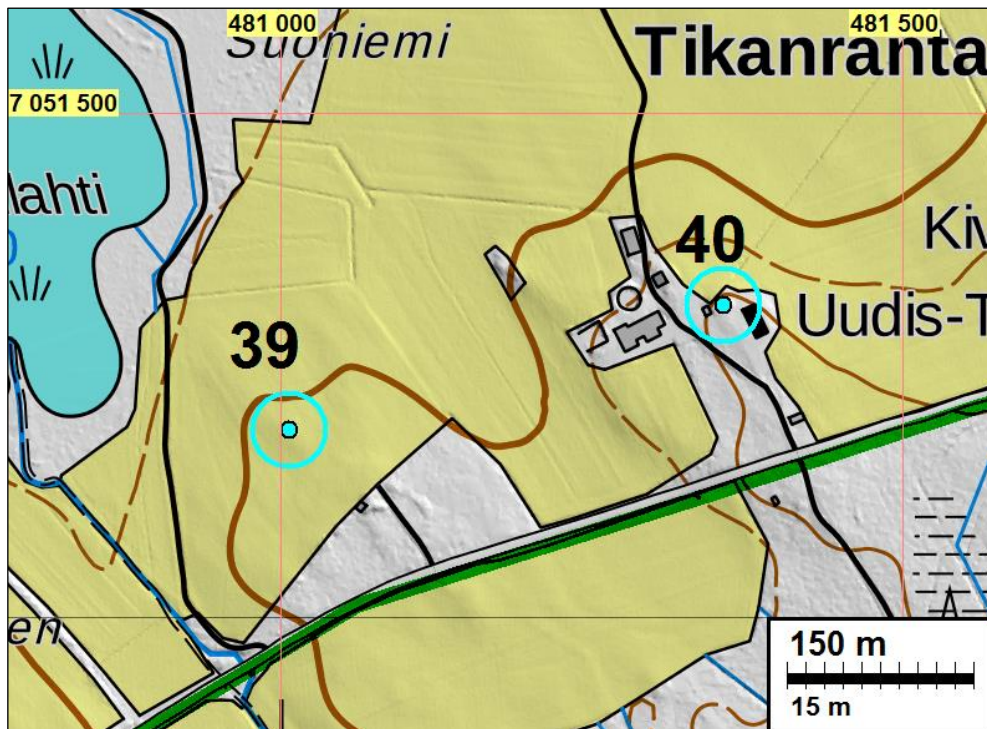 481 000
481 500
Suoniemi
Tikanranta
7 051 500
lahti
40
Kiv
Uudis-T
39
en
150 m
15 m